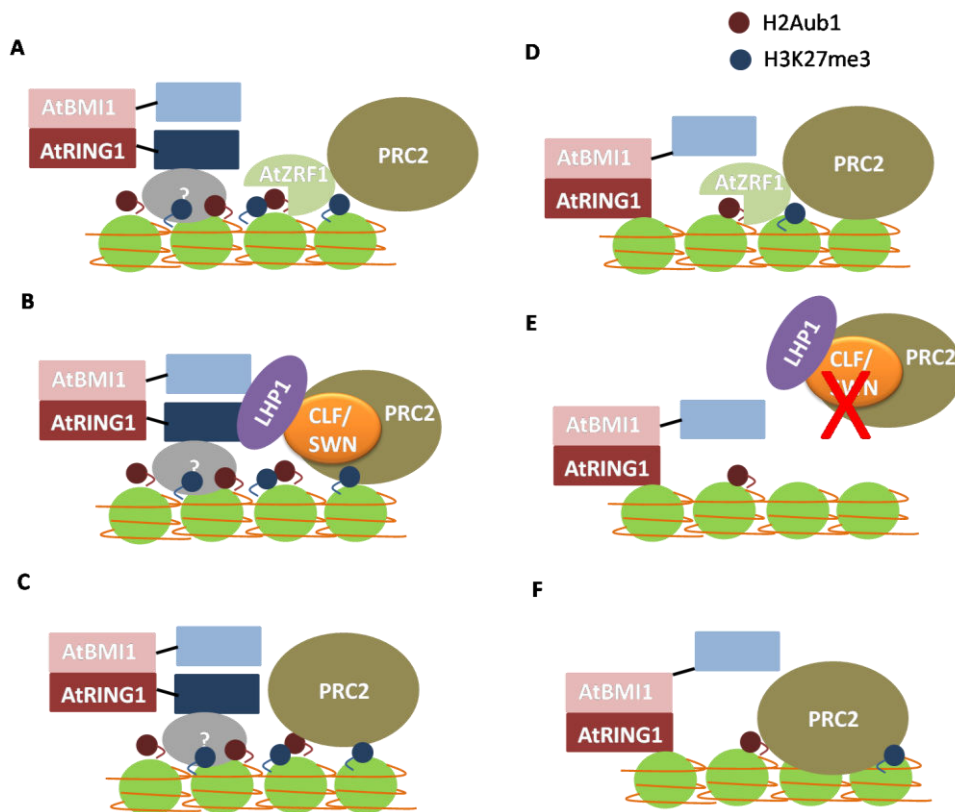 H2Aub1
H3K27me3
A
AtBMI1
AtRING1
?
AtZRF1
PRC2
B
AtBMI1
AtRING1
?
LHP1
CLF/
SWN
PRC2
C
AtBMI1
AtRING1
?
PRC2
D
AtBMI1
AtRING1
AtZRF1
PRC2
E
AtBMI1
AtRING1
LHP1
CLF/
SWN
PRC2
F
AtBMI1
AtRING1
PRC2